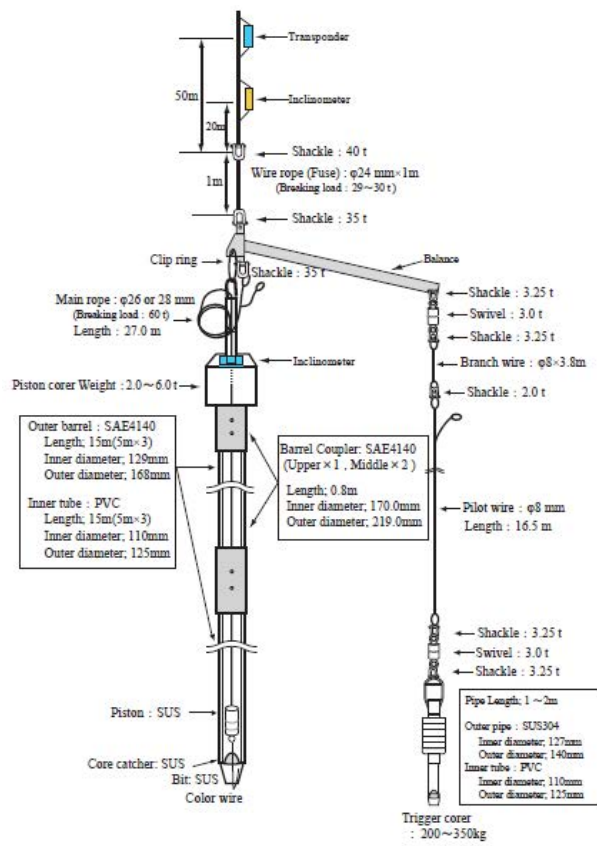 Transponder
50m
Inclinometer
20m
Shackle : 40 t
Wire rope (Fuse) : φ24 mm×1m
(Breaking load : 29～30 t)
1m
Shackle : 35 t
Clip ring
Shackle : 35 t
Balance
Main rope : φ26 or 28 mm
(Breaking load : 60 t)
Length : 27.0 m
Shackle : 3.25 t
Swivel : 3.0 t
Shackle : 3.25 t
Inclinometer
Branch wire : φ8×3.8m
Piston corer Weight : 2.0～6.0 t
Shackle : 2.0 t
Outer barrel : SAE4140
Length; 15m(5m×3)
Inner diameter; 129mm
Outer diameter; 168mm
Inner tube : PVC
Length; 15m(5m×3)
Inner diameter; 110mm
Outer diameter; 125mm
Barrel Coupler: SAE4140
(Upper×1 , Middle×2 )
Length; 0.8m
Inner diameter; 170.0mm
Outer diameter; 219.0mm
Pilot wire : φ8 mm
Length : 16.5 m
Shackle : 3.25 t
Swivel : 3.0 t
Shackle : 3.25 t
Piston : SUS
Core catcher: SUS
Bit: SUS
Color wire
Pipe Length; 1 ～2m
Outer pipe : SUS304
Inner diameter; 127mm
Outer diameter; 140mm
Inner tube : PVC
Inner diameter; 110mm
Outer diameter; 125mm
Trigger corer
: 200～350kg